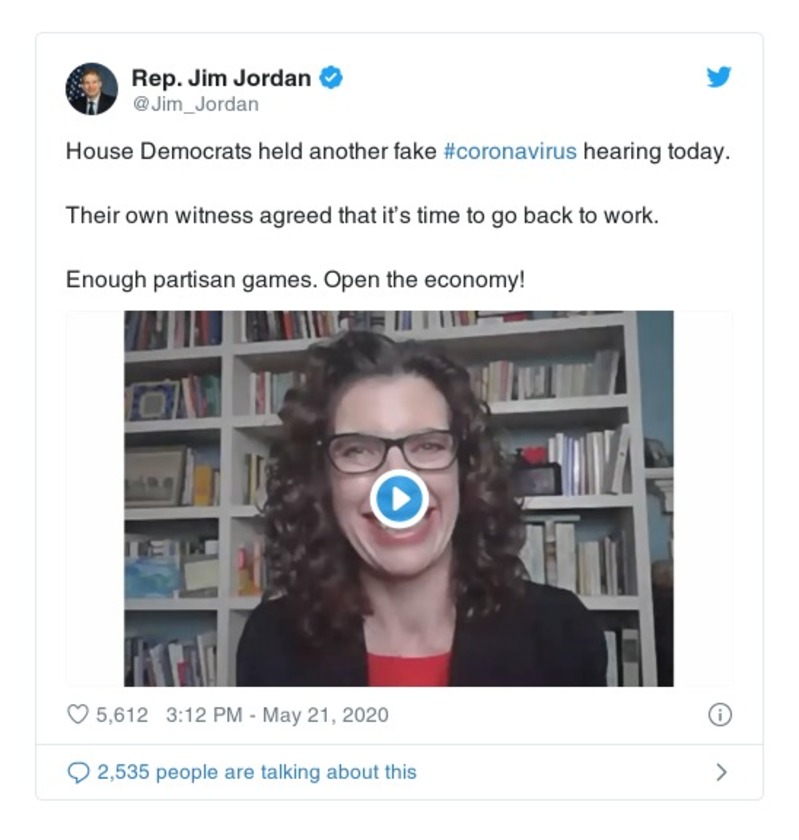 Rep. Jim Jordan
@Jim_Jordan
House Democrats held another fake #coronavirus hearing today.
Their own witness agreed that it’s time to go back to work.
Enough partisan games. Open the economy!
5,612 3:12 PM - May 21, 2020
2,535 people are talking about this